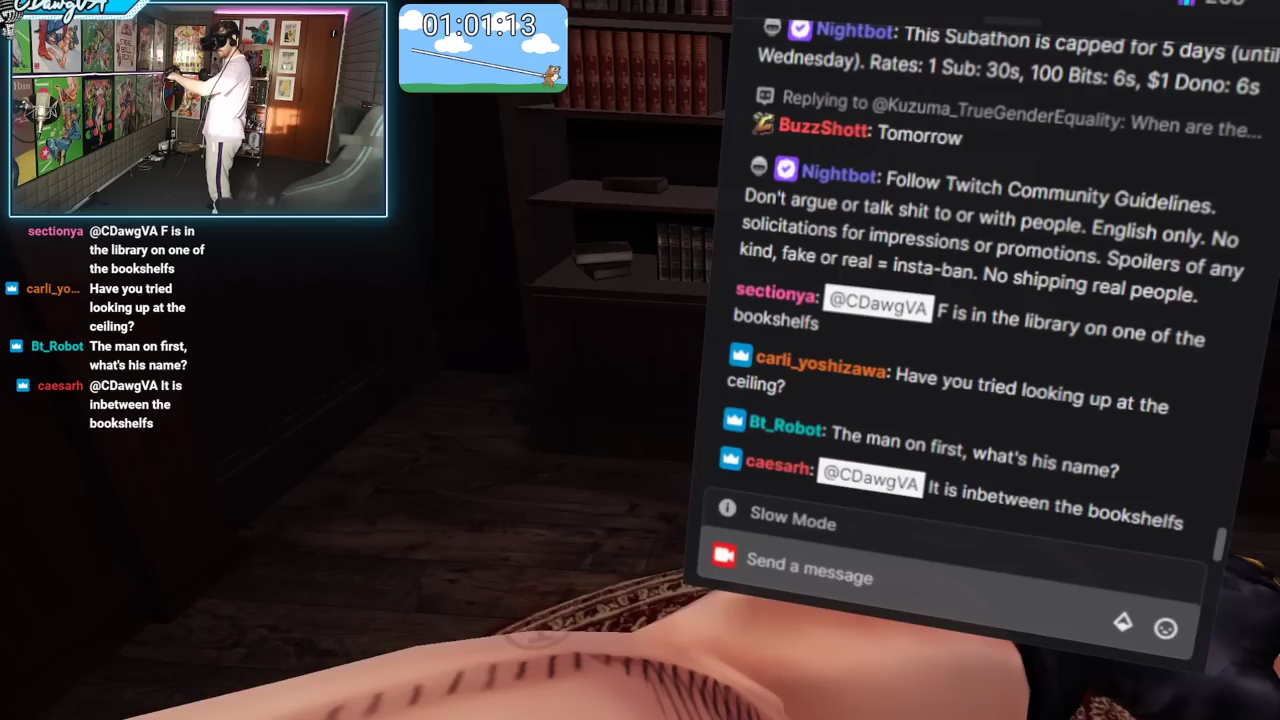 CDawgVA
01:01:13
sectionya @CDawgVA F is in
the library on one of
the bookshelfs
carli_yo... Have you tried
looking up at the
ceiling?
Bt_Robot The man on first,
what's his name?
caesarh @CDawgVA It is
inbetween the
bookshelfs
Nightbot: This Subathon is capped for 5 days (until
Wednesday). Rates: 1 Sub: 30s, 100 Bits: 6s, $1 Dono: 6s
Replying to @Kuzuma_TrueGenderEquality: When are the...
BuzzShott: Tomorrow
Nightbot: Follow Twitch Community Guidelines.
Don't argue or talk shit to or with people. English only. No
solicitations for impressions or promotions. Spoilers of any
kind, fake or real = insta-ban. No shipping real people.
sectionya: @CDawgVA F is in the library on one of the
bookshelfs
carli_yoshizawa: Have you tried looking up at the
ceiling?
Bt_Robot: The man on first, what's his name?
caesarh: @CDawgVA It is inbetween the bookshelfs
Slow Mode
Send a message